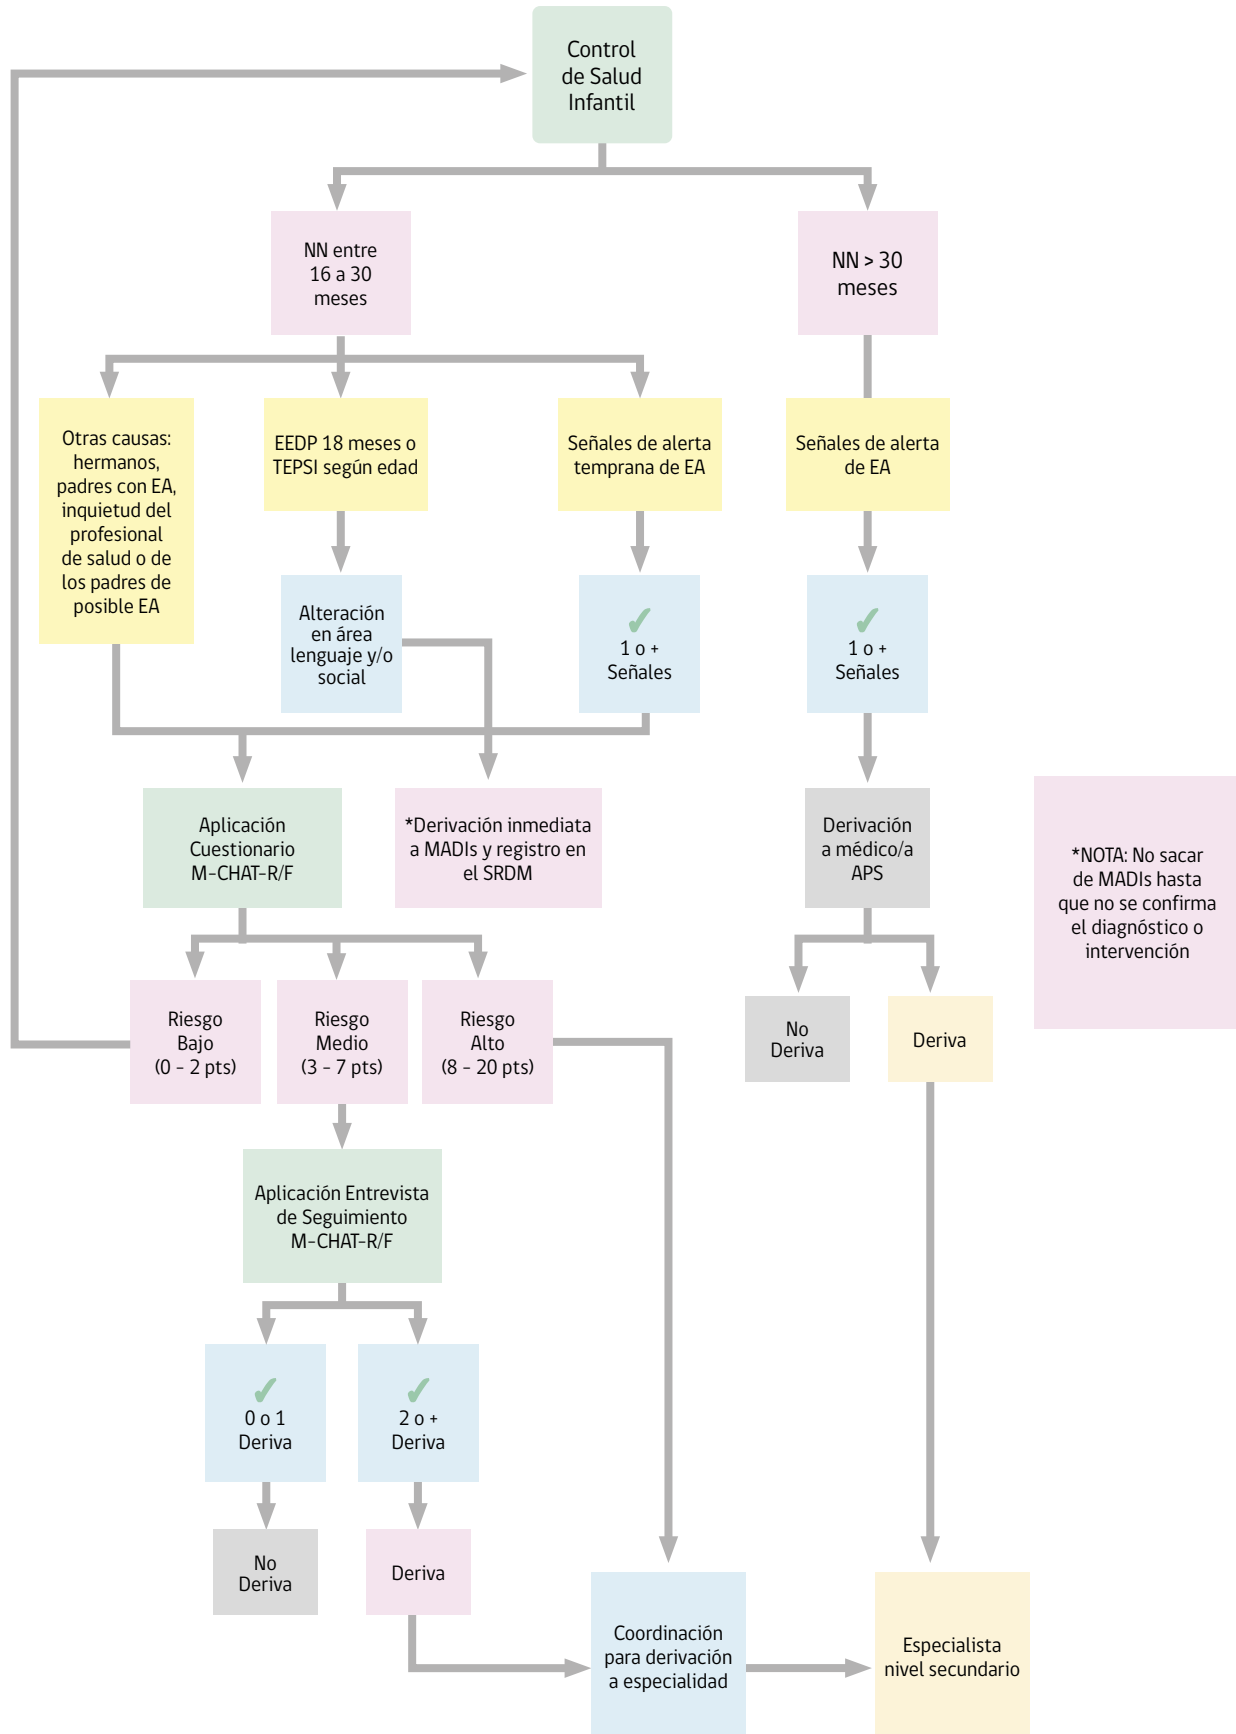 Control
de Salud
Infantil
NN entre
16 a 30
meses
NN > 30
meses
Otras causas:
hermanos,
padres con EA,
inquietud del
profesional
de salud o de
los padres de
posible EA
EEDP 18 meses o
TEPSI según edad
Señales de alerta
temprana de EA
Señales de alerta
de EA
Alteración
en área
lenguaje y/o
social
1 o +
Señales
1 o +
Señales
Aplicación
Cuestionario
M-CHAT-R/F
*Derivación inmediata
a MADIs y registro en
el SRDM
Derivación
a médico/a
APS
*NOTA: No sacar
de MADIs hasta
que no se confirma
el diagnóstico o
intervención
Riesgo
Bajo
(0 - 2 pts)
Riesgo
Medio
(3 - 7 pts)
Riesgo
Alto
(8 - 20 pts)
No
Deriva
Deriva
Aplicación Entrevista
de Seguimiento
M-CHAT-R/F
0 o 1
Deriva
2 o +
Deriva
No
Deriva
Deriva
Coordinación
para derivación
a especialidad
Especialista
nivel secundario